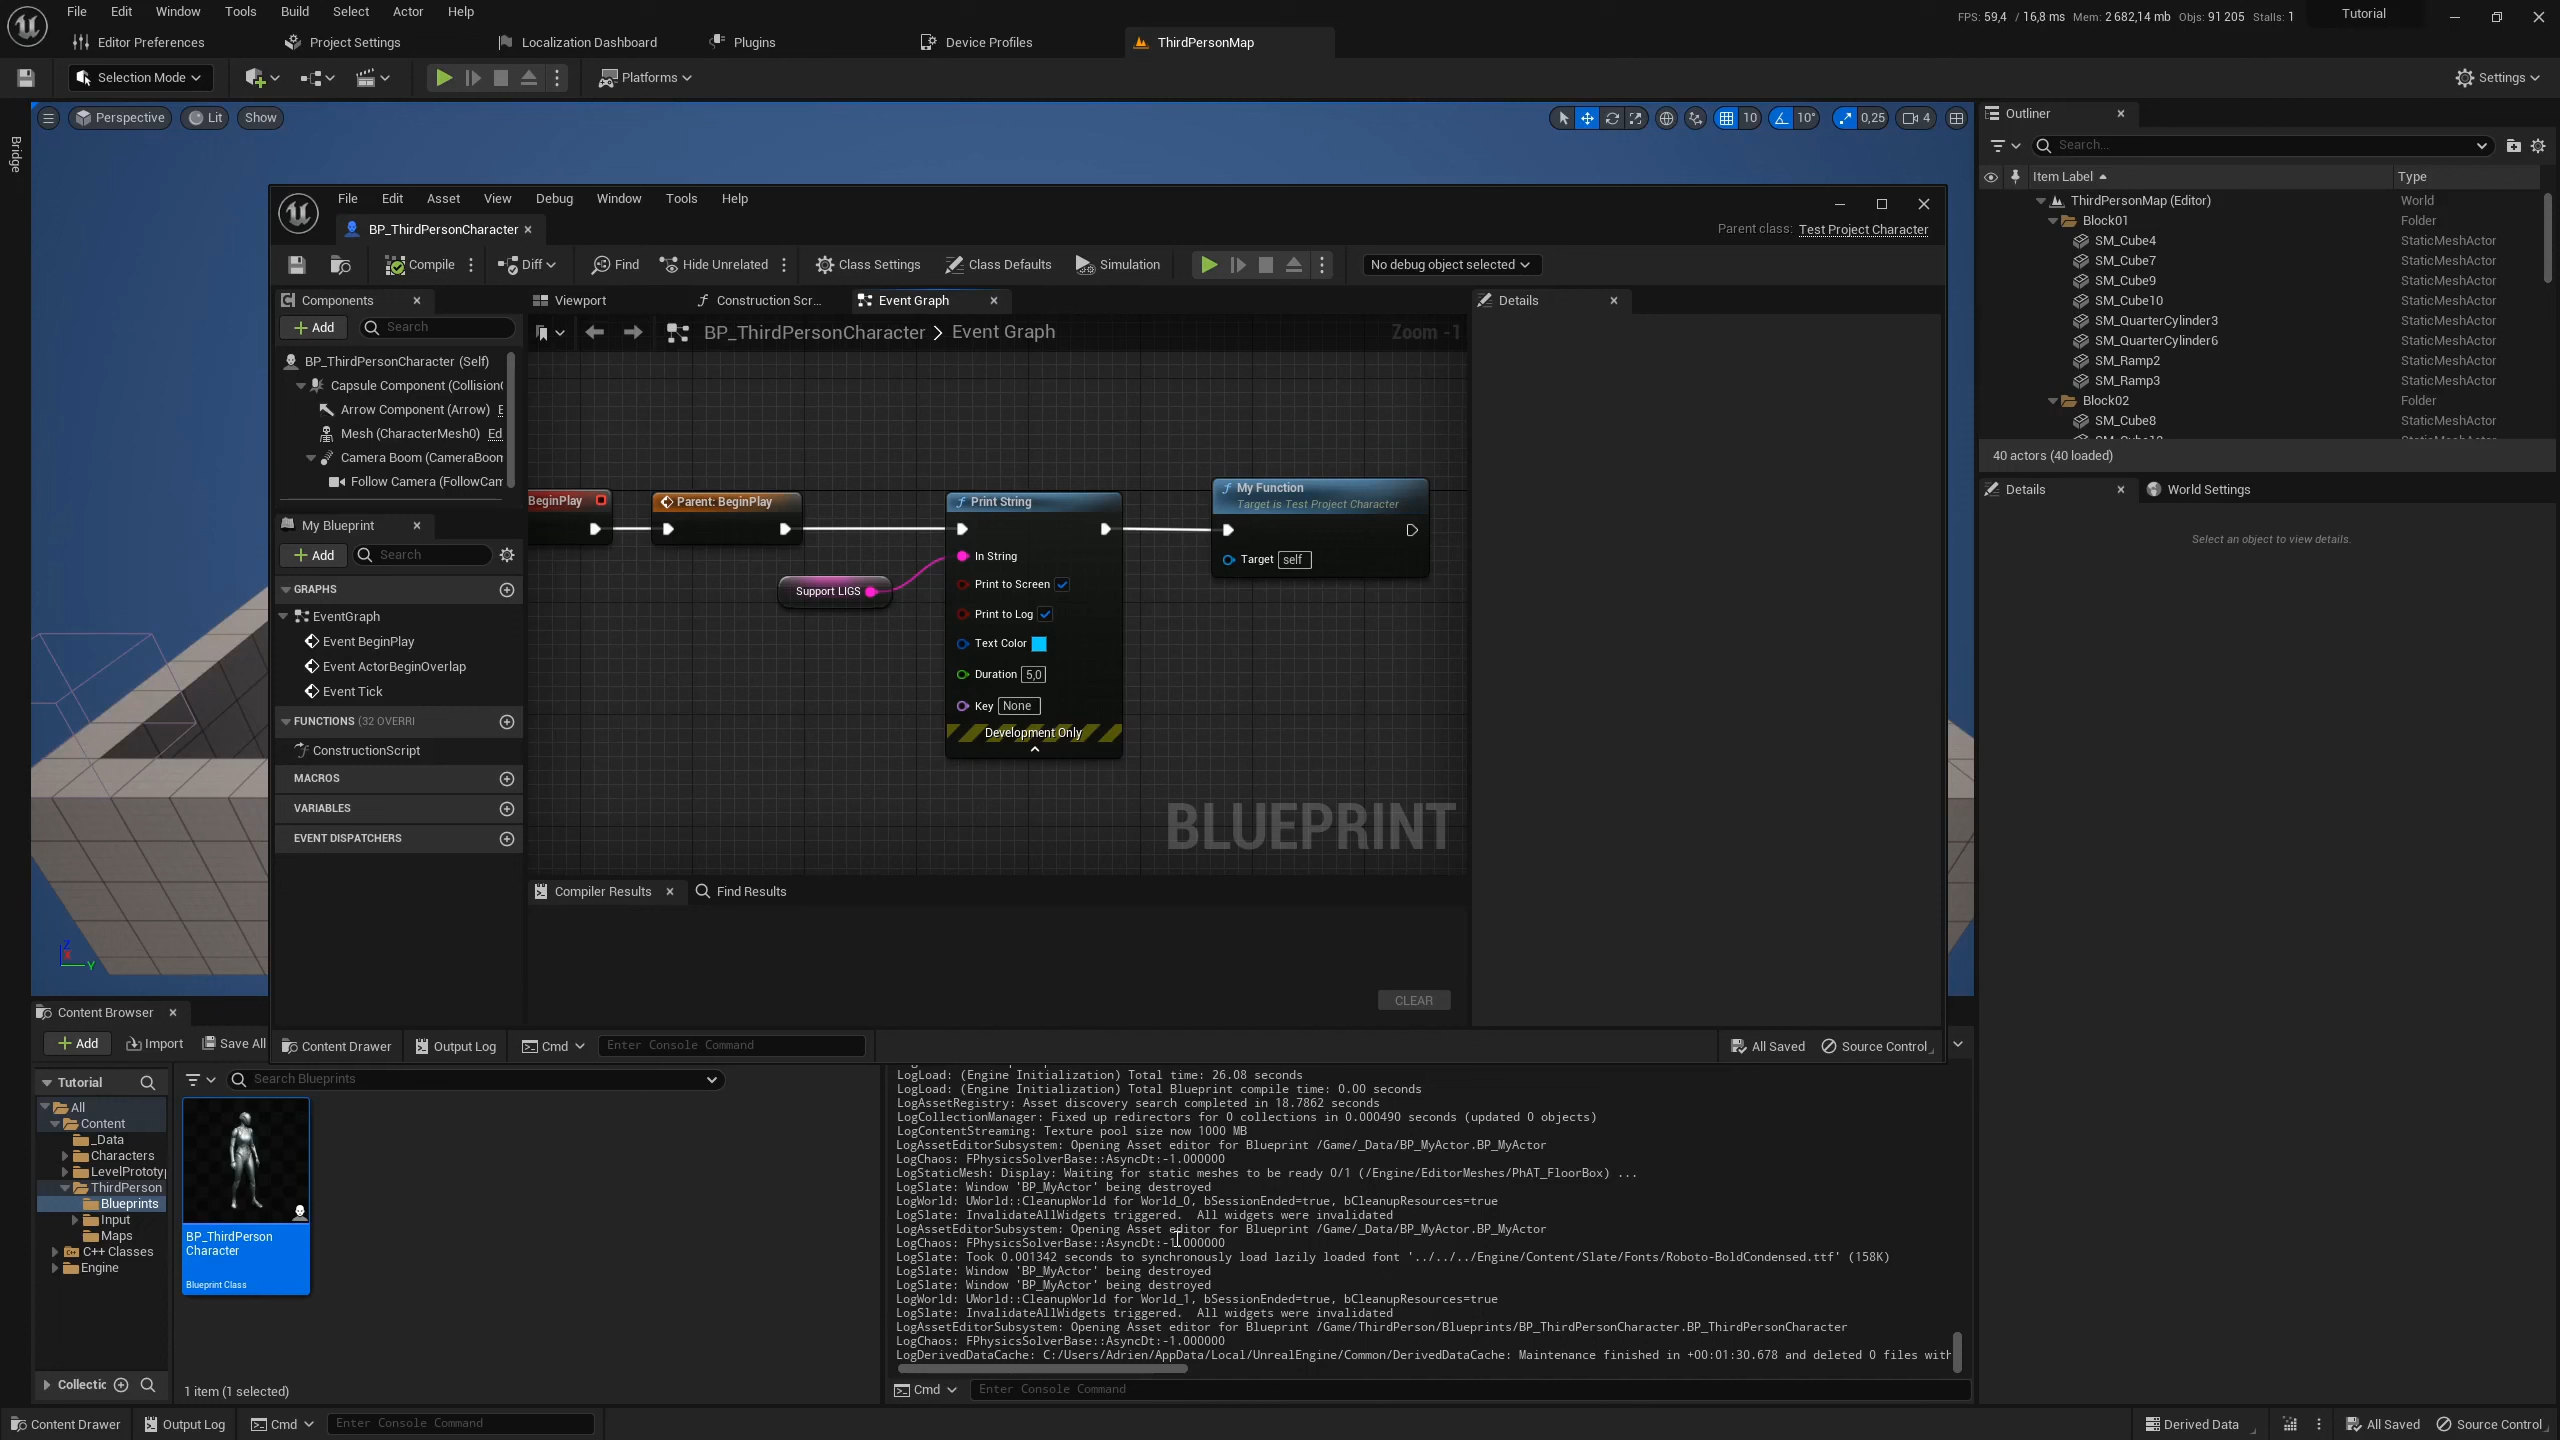 File Edit Window Tools Build Select Actor Help
FPS: 59,4 / 16,8 ms Mem: 2 682,14 mb Objs: 91 205 Stalls: 1 Tutorial
Editor Preferences Project Settings Localization Dashboard Plugins Device Profiles ThirdPersonMap
Selection Mode Platforms Settings
Bridge
Perspective Lit Show
10 10° 0,25 4
File Edit Asset View Debug Window Tools Help
BP_ThirdPersonCharacter
Parent class: Test Project Character
Compile Diff Find Hide Unrelated Class Settings Class Defaults Simulation No debug object selected
Components
Add Search
BP_ThirdPersonCharacter (Self)
Capsule Component (Collision
Arrow Component (Arrow) E
Mesh (CharacterMesh0) Ed
Camera Boom (CameraBoom
Follow Camera (FollowCam
My Blueprint
Add Search
GRAPHS
EventGraph
Event BeginPlay
Event ActorBeginOverlap
Event Tick
FUNCTIONS (32 OVERRI
ConstructionScript
MACROS
VARIABLES
EVENT DISPATCHERS
Viewport Construction Scr... Event Graph
BP_ThirdPersonCharacter > Event Graph
Zoom -1
BeginPlay
Parent: BeginPlay
Support LIGS
Print String
In String
Print to Screen
Print to Log
Text Color
Duration 5,0
Key None
Development Only
My Function
Target is Test Project Character
Target self
BLUEPRINT
Compiler Results Find Results
CLEAR
Details
Content Drawer Output Log Cmd Enter Console Command
All Saved Source Control
Outliner
Search...
Item Label Type
ThirdPersonMap (Editor) World
Block01 Folder
SM_Cube4 StaticMeshActor
SM_Cube7 StaticMeshActor
SM_Cube9 StaticMeshActor
SM_Cube10 StaticMeshActor
SM_QuarterCylinder3 StaticMeshActor
SM_QuarterCylinder6 StaticMeshActor
SM_Ramp2 StaticMeshActor
SM_Ramp3 StaticMeshActor
Block02 Folder
SM_Cube8 StaticMeshActor
40 actors (40 loaded)
Details World Settings
Select an object to view details.
Content Browser
Add Import Save All
Tutorial
All
Content
_Data
Characters
LevelPrototy
ThirdPerson
Blueprints
Input
Maps
C++ Classes
Engine
Collectic
Search Blueprints
BP_ThirdPerson
Character
Blueprint Class
1 item (1 selected)
LogLoad: (Engine Initialization) Total time: 26.08 seconds
LogLoad: (Engine Initialization) Total Blueprint compile time: 0.00 seconds
LogAssetRegistry: Asset discovery search completed in 18.7862 seconds
LogCollectionManager: Fixed up redirectors for 0 collections in 0.000490 seconds (updated 0 objects)
LogContentStreaming: Texture pool size now 1000 MB
LogAssetEditorSubsystem: Opening Asset editor for Blueprint /Game/_Data/BP_MyActor.BP_MyActor
LogChaos: FPhysicsSolverBase::AsyncDt:-1.000000
LogStaticMesh: Display: Waiting for static meshes to be ready 0/1 (/Engine/EditorMeshes/PhAT_FloorBox) ...
LogSlate: Window 'BP_MyActor' being destroyed
LogWorld: UWorld::CleanupWorld for World_0, bSessionEnded=true, bCleanupResources=true
LogSlate: InvalidateAllWidgets triggered. All widgets were invalidated
LogAssetEditorSubsystem: Opening Asset editor for Blueprint /Game/_Data/BP_MyActor.BP_MyActor
LogChaos: FPhysicsSolverBase::AsyncDt:-1.000000
LogSlate: Took 0.001342 seconds to synchronously load lazily loaded font '../../../Engine/Content/Slate/Fonts/Roboto-BoldCondensed.ttf' (158K)
LogSlate: Window 'BP_MyActor' being destroyed
LogSlate: Window 'BP_MyActor' being destroyed
LogWorld: UWorld::CleanupWorld for World_1, bSessionEnded=true, bCleanupResources=true
LogSlate: InvalidateAllWidgets triggered. All widgets were invalidated
LogAssetEditorSubsystem: Opening Asset editor for Blueprint /Game/ThirdPerson/Blueprints/BP_ThirdPersonCharacter.BP_ThirdPersonCharacter
LogChaos: FPhysicsSolverBase::AsyncDt:-1.000000
LogDerivedDataCache: C:/Users/Adrien/AppData/Local/UnrealEngine/Common/DerivedDataCache: Maintenance finished in +00:01:30.678 and deleted 0 files with
Cmd Enter Console Command
Content Drawer Output Log Cmd Enter Console Command
Derived Data All Saved Source Control